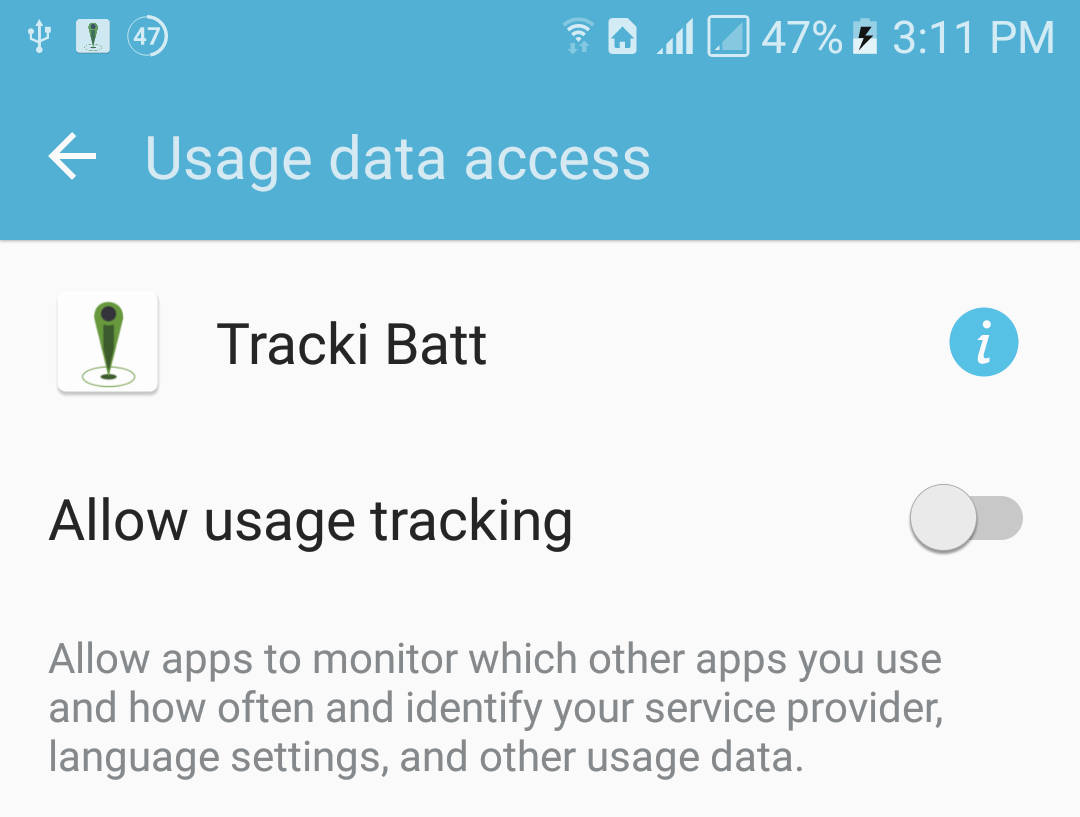 47 47% 3:11 PM
Usage data access
Tracki Batt
i
Allow usage tracking
Allow apps to monitor which other apps you use
and how often and identify your service provider,
language settings, and other usage data.